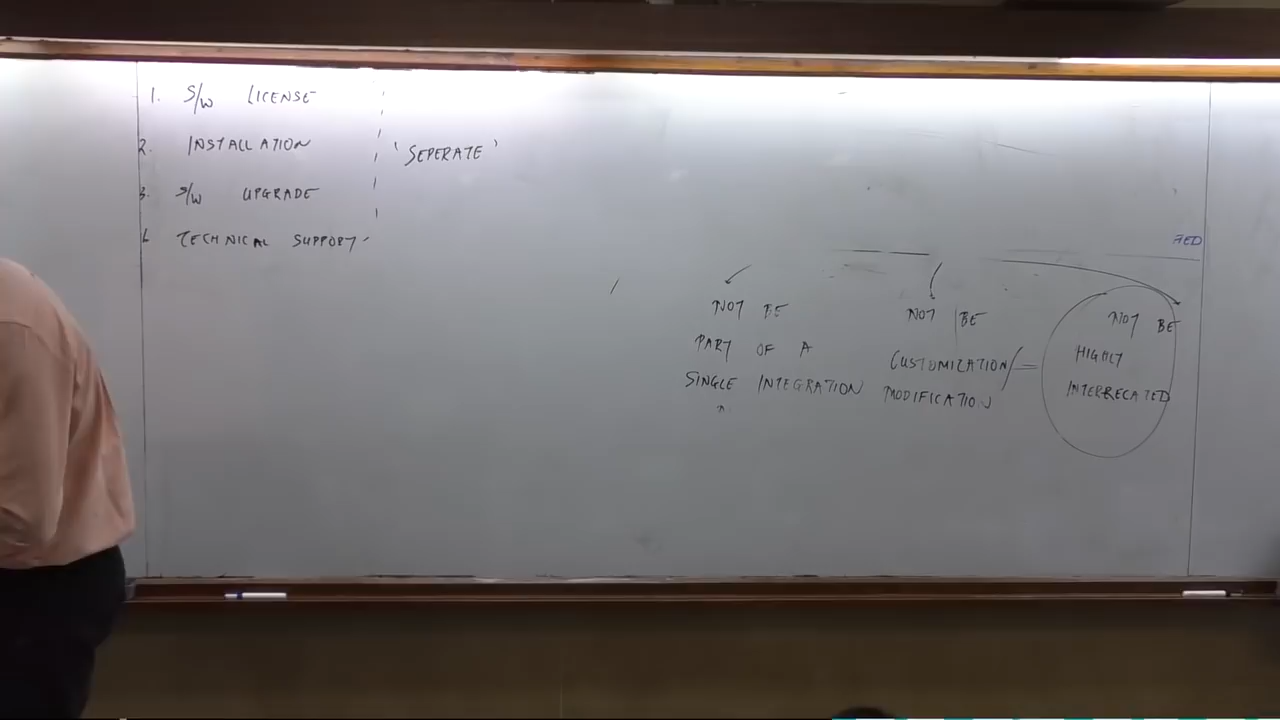 1. S/W LICENSE
2. INSTALLATION
'SEPERATE'
3. S/W UPGRADE
TECHNICAL SUPPORT
NOT BE
PART OF A
SINGLE INTEGRATION
NOT BE
CUSTOMIZATION/
MODIFICATION
NOT BE
HIGHLY
INTERRECATED